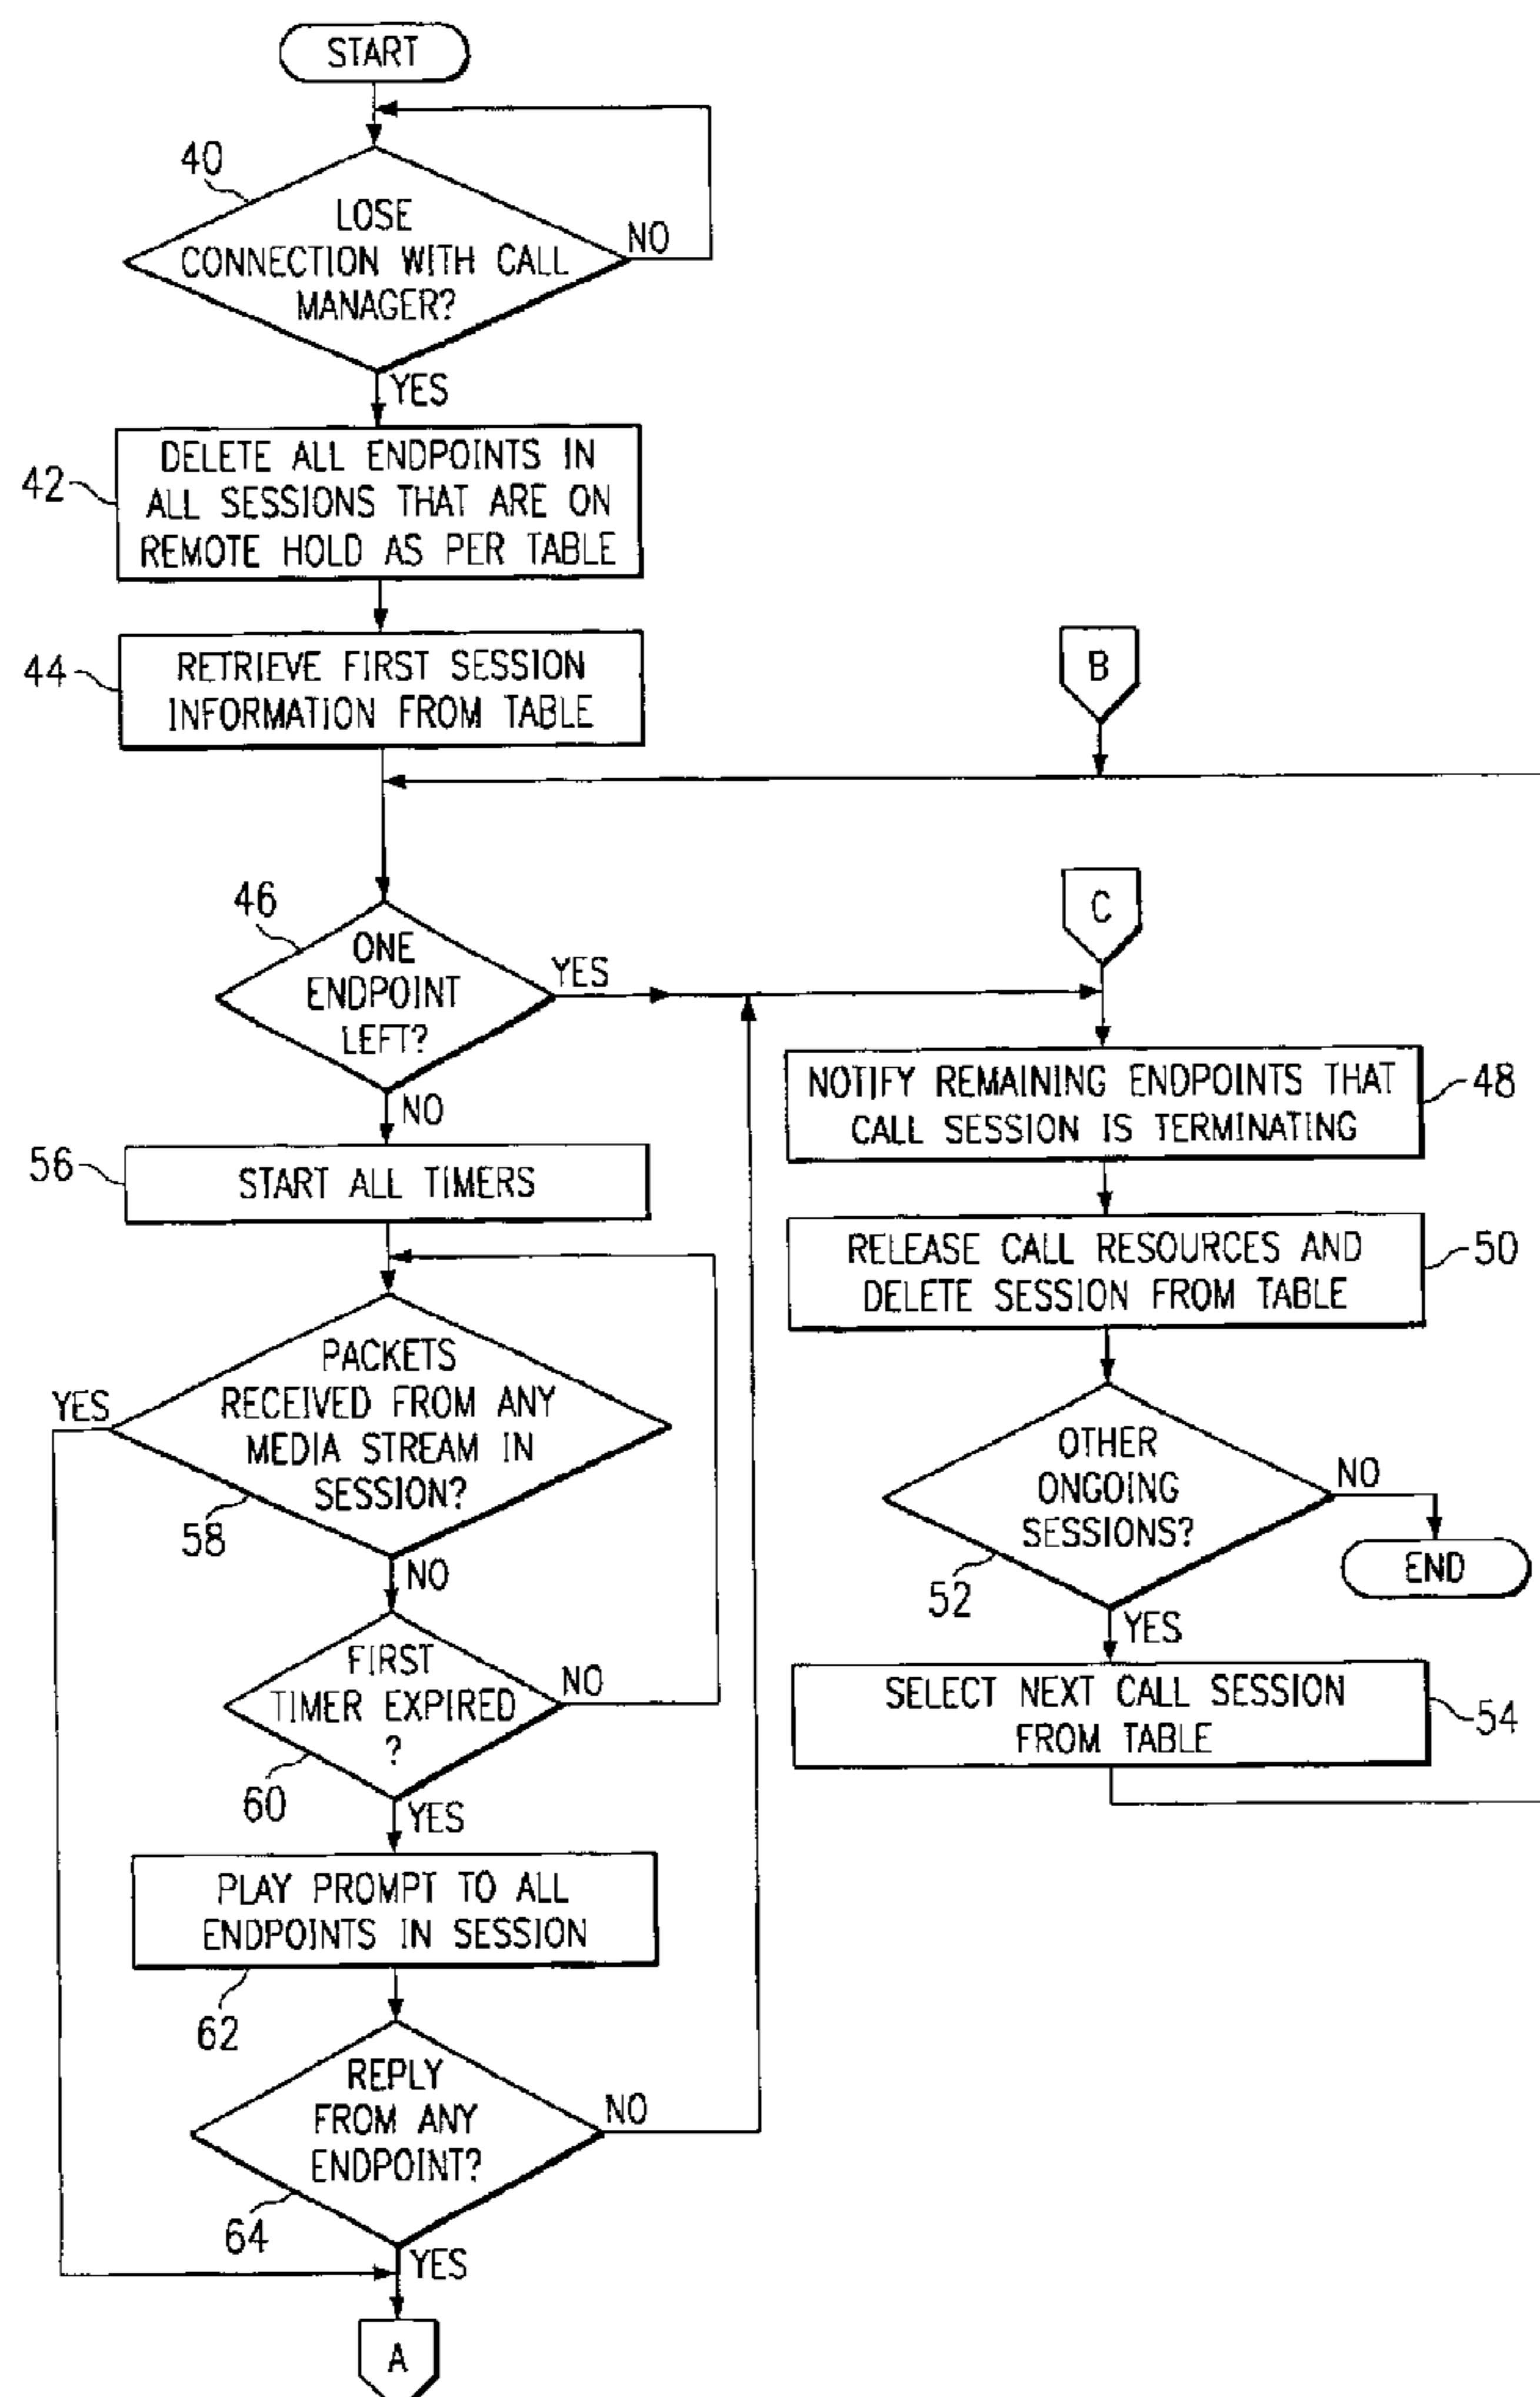 START
40
LOSE
CONNECTION WITH CALL
MANAGER?
NO
YES
42
DELETE ALL ENDPOINTS IN
ALL SESSIONS THAT ARE ON
REMOTE HOLD AS PER TABLE
44
RETRIEVE FIRST SESSION
INFORMATION FROM TABLE
B
46
ONE
ENDPOINT
LEFT?
YES
NO
C
NOTIFY REMAINING ENDPOINTS THAT
CALL SESSION IS TERMINATING
48
56
START ALL TIMERS
RELEASE CALL RESOURCES AND
DELETE SESSION FROM TABLE
50
PACKETS
RECEIVED FROM ANY
MEDIA STREAM IN
SESSION?
YES
58
NO
OTHER
ONGOING
SESSIONS?
NO
52
END
YES
FIRST
TIMER EXPIRED
?
NO
60
YES
SELECT NEXT CALL SESSION
FROM TABLE
54
PLAY PROMPT TO ALL
ENDPOINTS IN SESSION
62
REPLY
FROM ANY
ENDPOINT?
NO
64
YES
A